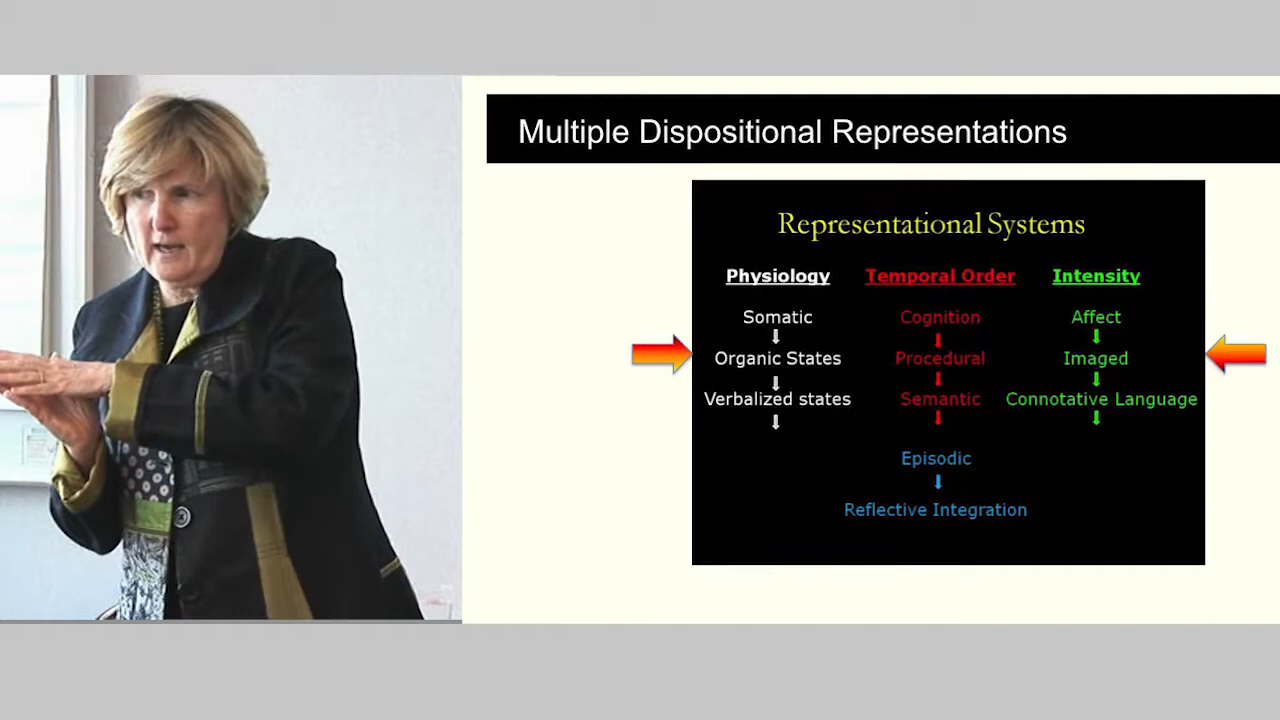 Multiple Dispositional Representations
Representational Systems
Physiology Temporal Order Intensity
Somatic Cognition Affect
Organic States Procedural Imaged
Verbalized states Semantic Connotative Language
Episodic
Reflective Integration